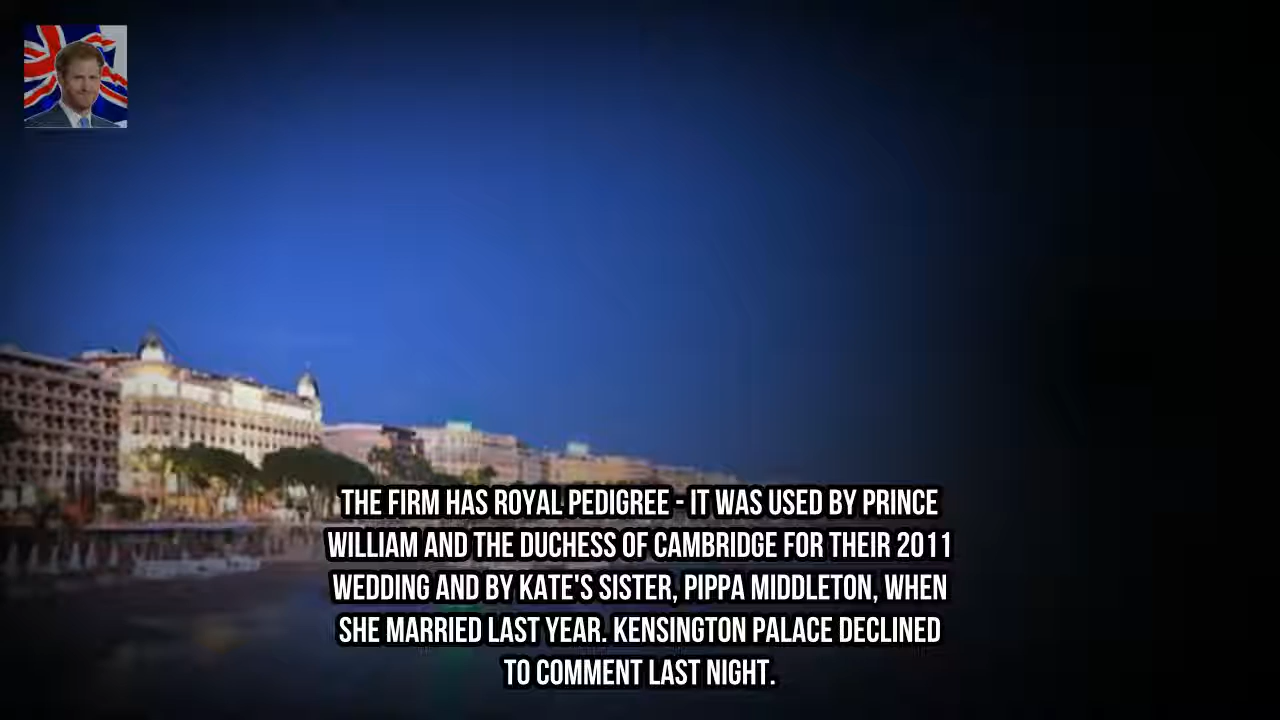 THE FIRM HAS ROYAL PEDIGREE - IT WAS USED BY PRINCE
WILLIAM AND THE DUCHESS OF CAMBRIDGE FOR THEIR 2011
WEDDING AND BY KATE'S SISTER, PIPPA MIDDLETON, WHEN
SHE MARRIED LAST YEAR. KENSINGTON PALACE DECLINED
TO COMMENT LAST NIGHT.